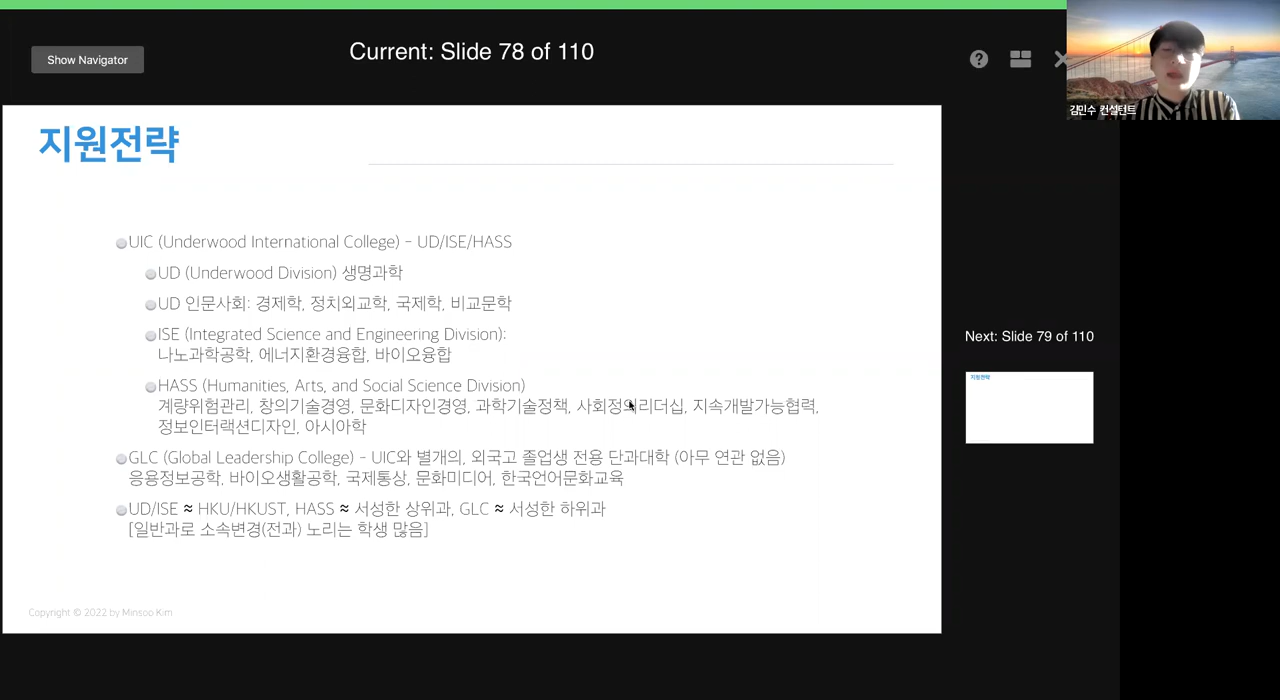 Show Navigator
Current: Slide 78 of 110
김민수 컨설턴트
지원전략
UIC (Underwood International College) - UD/ISE/HASS
UD (Underwood Division) 생명과학
UD 인문사회: 경제학, 정치외교학, 국제학, 비교문학
ISE (Integrated Science and Engineering Division):
나노과학공학, 에너지환경융합, 바이오융합
HASS (Humanities, Arts, and Social Science Division)
계량위험관리, 창의기술경영, 문화디자인경영, 과학기술정책, 사회정의리더십, 지속개발가능협력,
정보인터랙션디자인, 아시아학
GLC (Global Leadership College) - UIC와 별개의, 외국고 졸업생 전용 단과대학 (아무 연관 없음)
응용정보공학, 바이오생활공학, 국제통상, 문화미디어, 한국언어문화교육
UD/ISE ≈ HKU/HKUST, HASS ≈ 서성한 상위과, GLC ≈ 서성한 하위과
[일반과로 소속변경(전과) 노리는 학생 많음]
Copyright © 2022 by Minsoo Kim
Next: Slide 79 of 110
지원전략